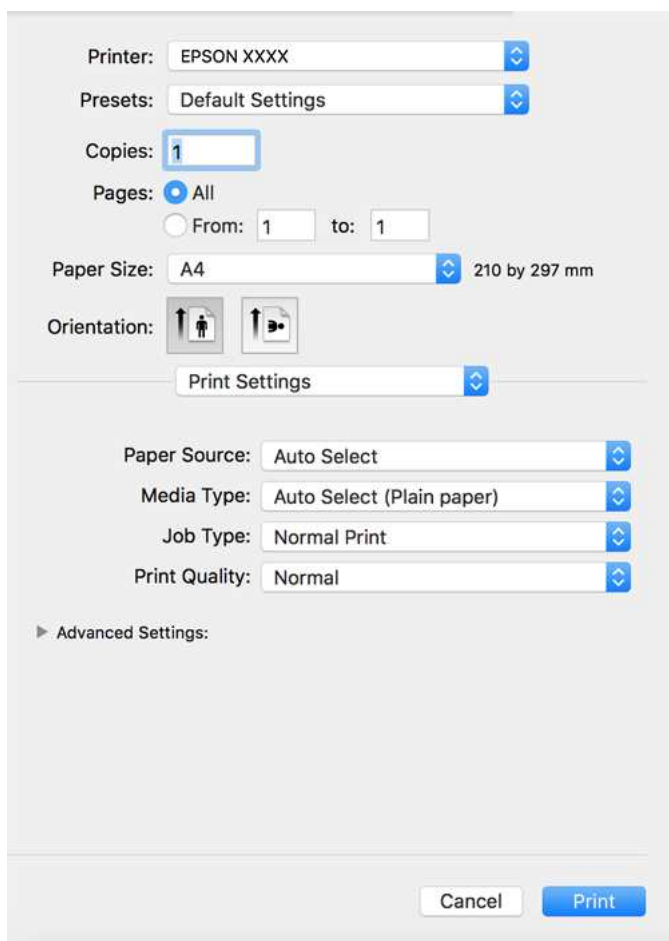 Printer: EPSON XXXX
Presets: Default Settings
Copies: 1
Pages: All
From: 1 to: 1
Paper Size: A4 210 by 297 mm
Orientation:
Print Settings
Paper Source: Auto Select
Media Type: Auto Select (Plain paper)
Job Type: Normal Print
Print Quality: Normal
Advanced Settings:
Cancel Print